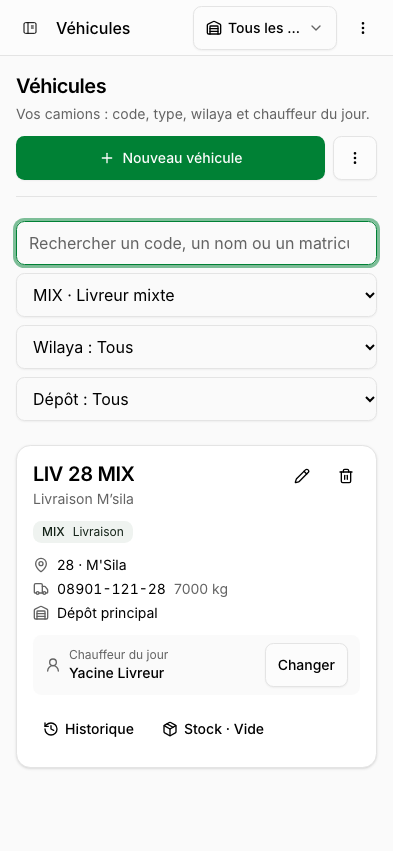 Véhicules
Tous les ...
Véhicules
Vos camions : code, type, wilaya et chauffeur du jour.
Nouveau véhicule
Rechercher un code, un nom ou un matricu
MIX · Livreur mixte
Wilaya : Tous
Dépôt : Tous
LIV 28 MIX
Livraison M’sila
MIX Livraison
28 · M'Sila
08901-121-28 7000 kg
Dépôt principal
Chauffeur du jour
Yacine Livreur
Changer
Historique
Stock · Vide